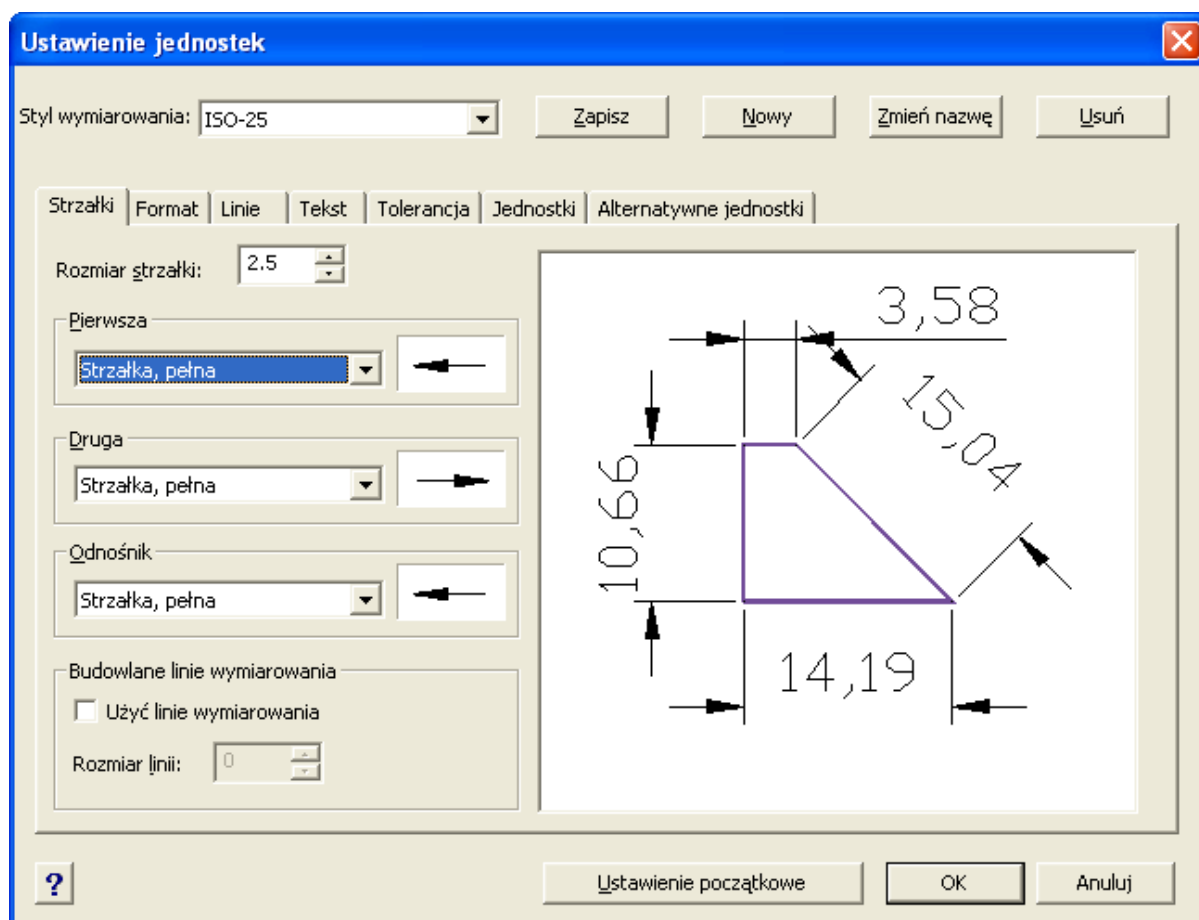 Ustawienie jednostek
Styl wymiarowania: ISO-25 Zapisz Nowy Zmień nazwę Usuń
Strzałki Format Linie Tekst Tolerancja Jednostki Alternatywne jednostki
Rozmiar strzałki: 2.5
Pierwsza
Strzałka, pełna
Druga
Strzałka, pełna
Odnośnik
Strzałka, pełna
Budowlane linie wymiarowania
Użyć linie wymiarowania
Rozmiar linii: 0
3,58
15,04
10,66
14,19
? Ustawienie początkowe OK Anuluj